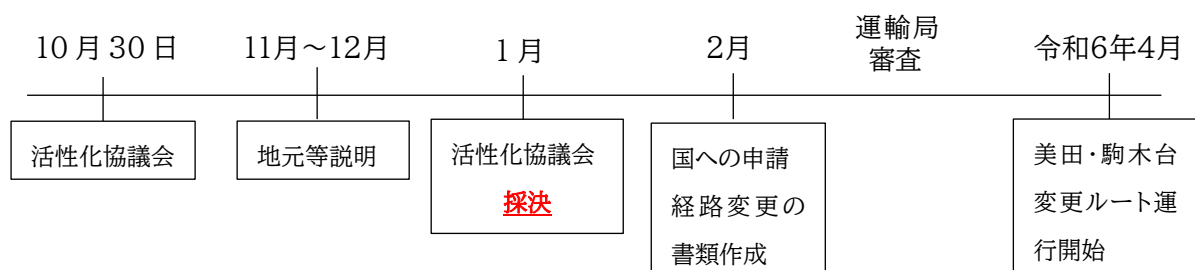 10月30日
11月～12月
1月
2月
運輸局
審査
令和6年4月
活性化協議会
地元等説明
活性化協議会
採決
国への申請
経路変更の
書類作成
美田・駒木台
変更ルート運
行開始